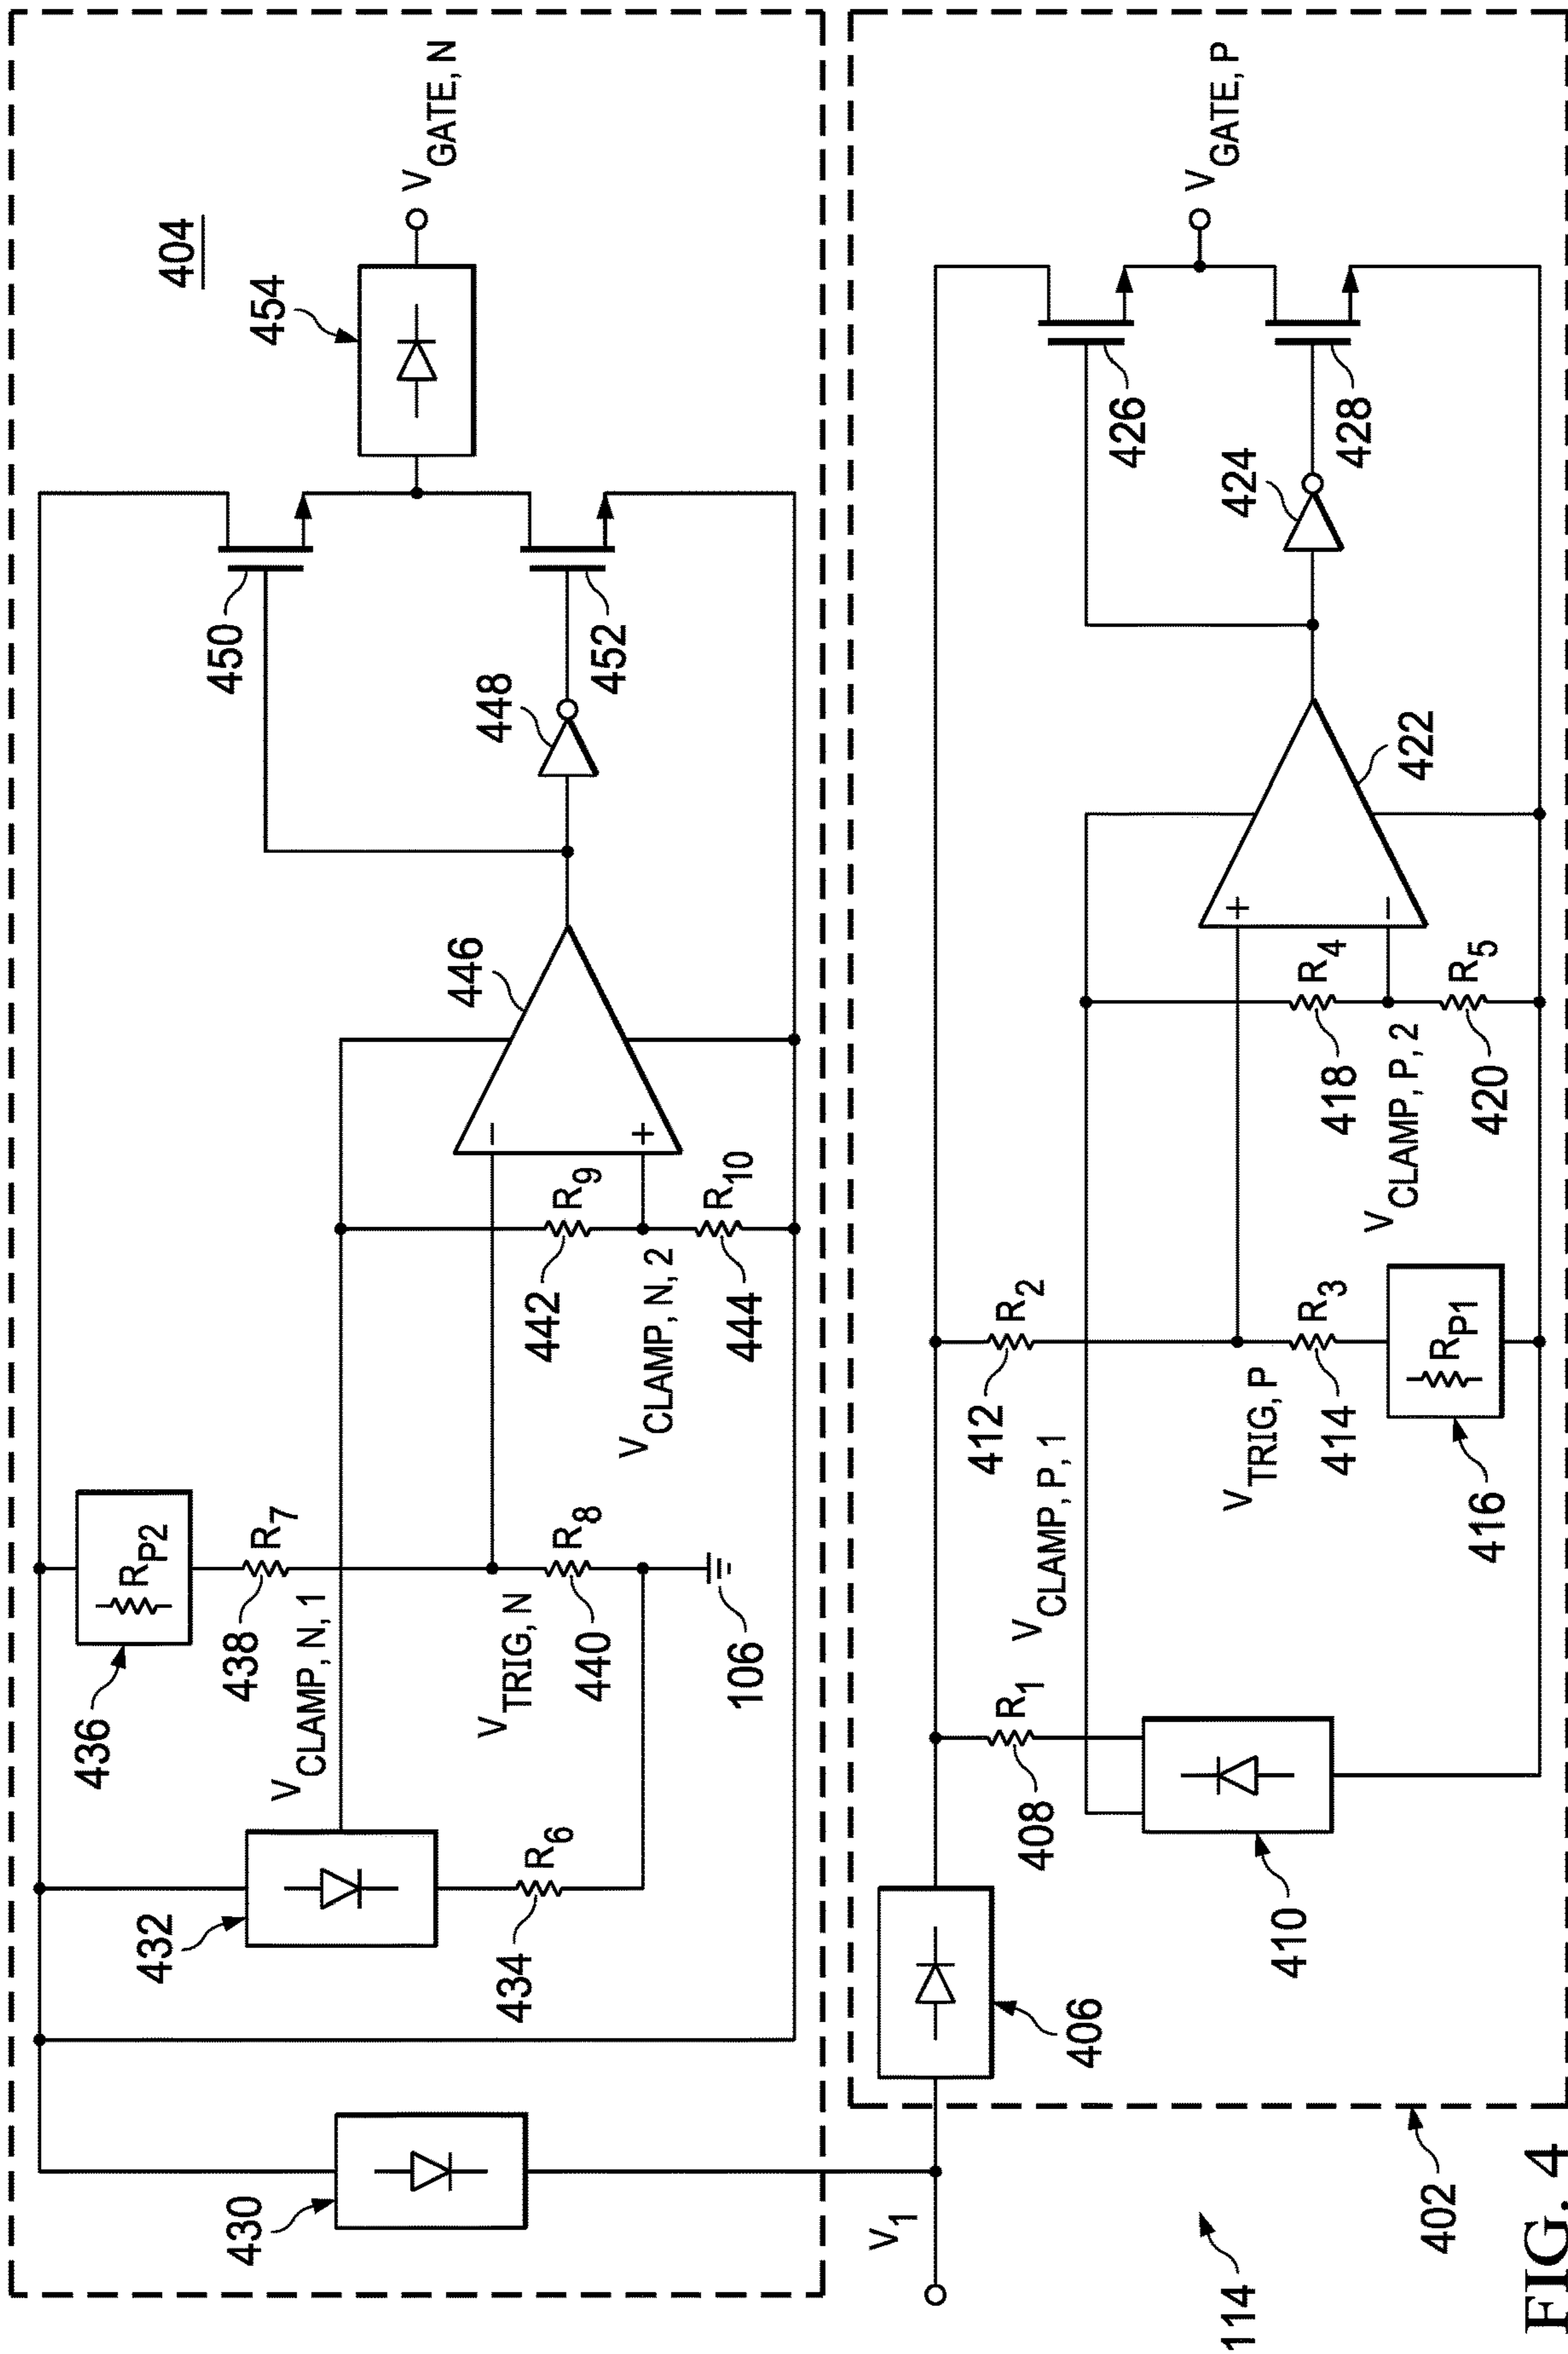 404
430
432
R6
434
436
RP2
R7
438
VCLAMP, N, 1
VTRIG, N
R8
440
106
R9
442
VCLAMP, N, 2
R10
444
446
−
+
448
450
452
454
VGATE, N
V1
406
R1
408
410
VCLAMP, P, 1
R2
412
VTRIG, P
R3
414
RP1
416
R4
418
VCLAMP, P, 2
R5
420
+
−
422
424
426
428
VGATE, P
114
402
FIG. 4